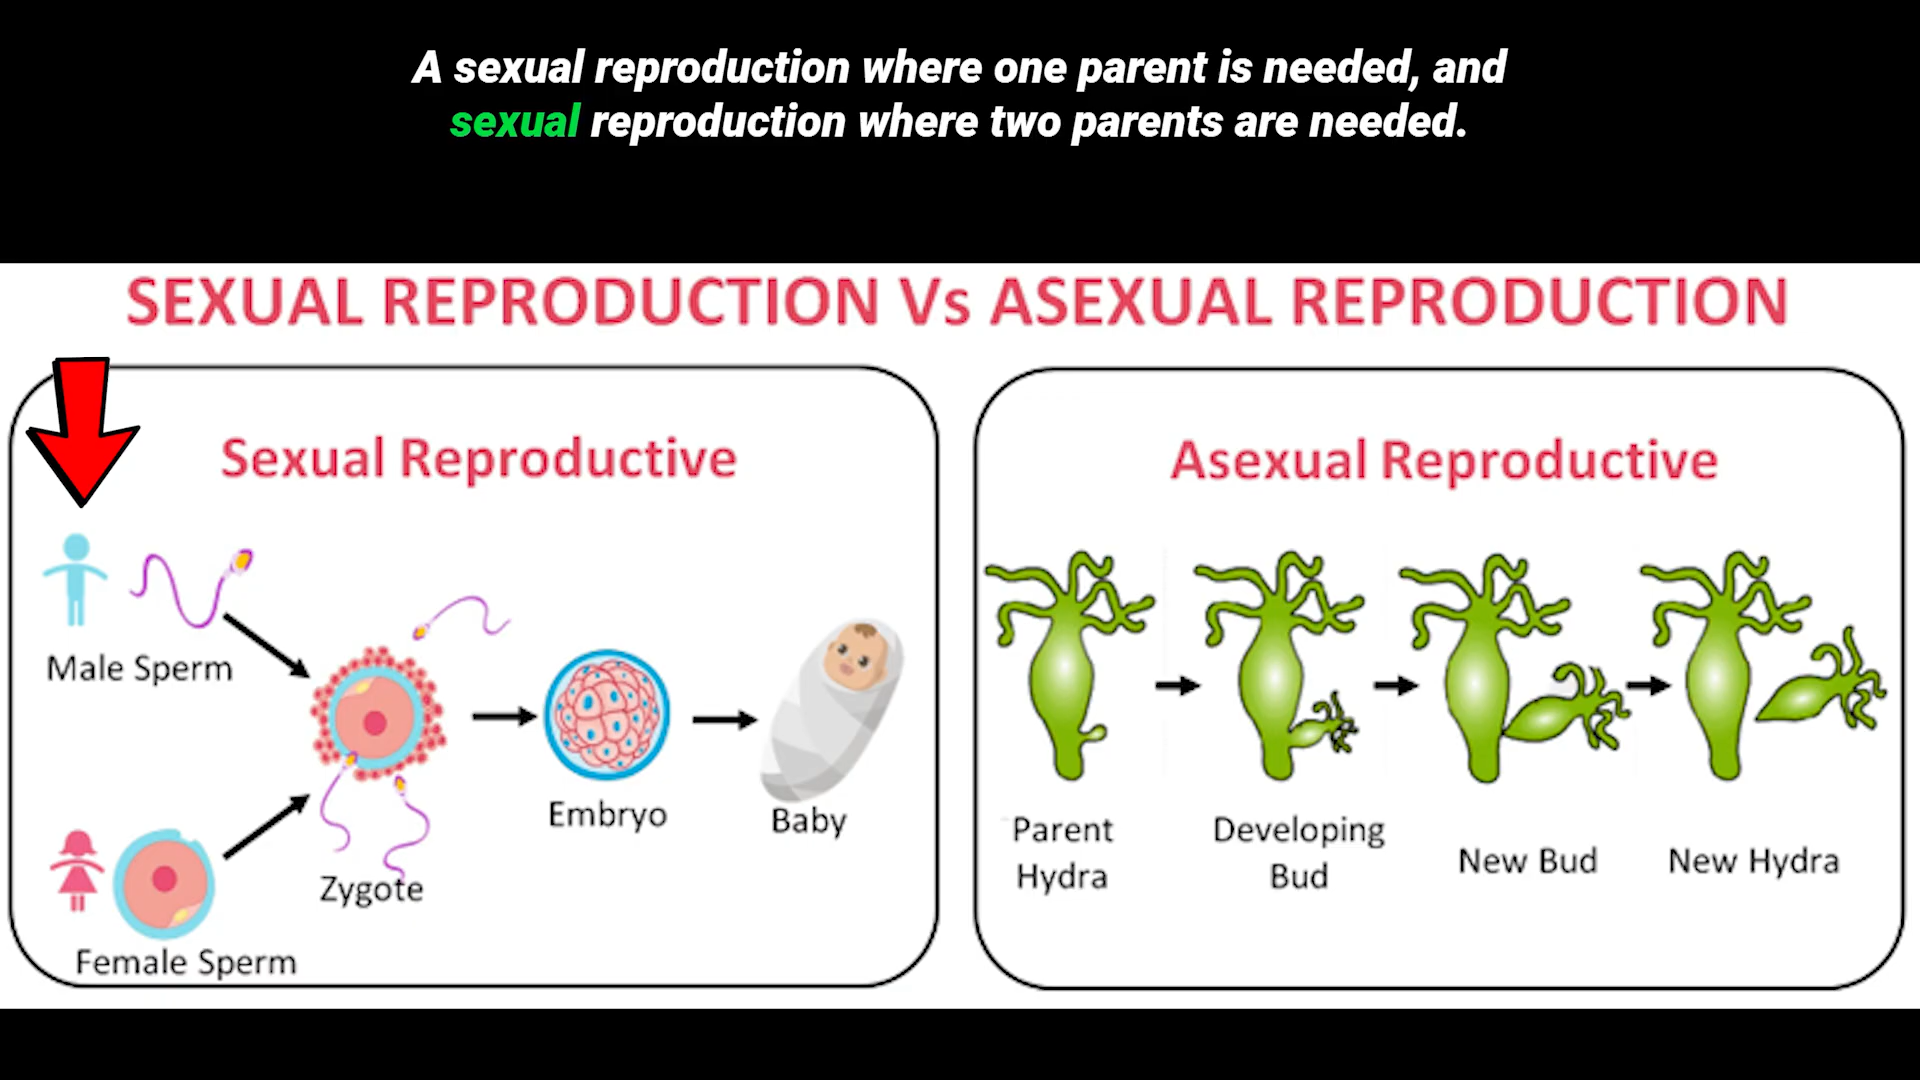 A sexual reproduction where one parent is needed, and
sexual reproduction where two parents are needed.
SEXUAL REPRODUCTION Vs ASEXUAL REPRODUCTION
Sexual Reproductive
Male Sperm
Zygote
Female Sperm
Embryo
Baby
Asexual Reproductive
Parent
Hydra
Developing
Bud
New Bud
New Hydra